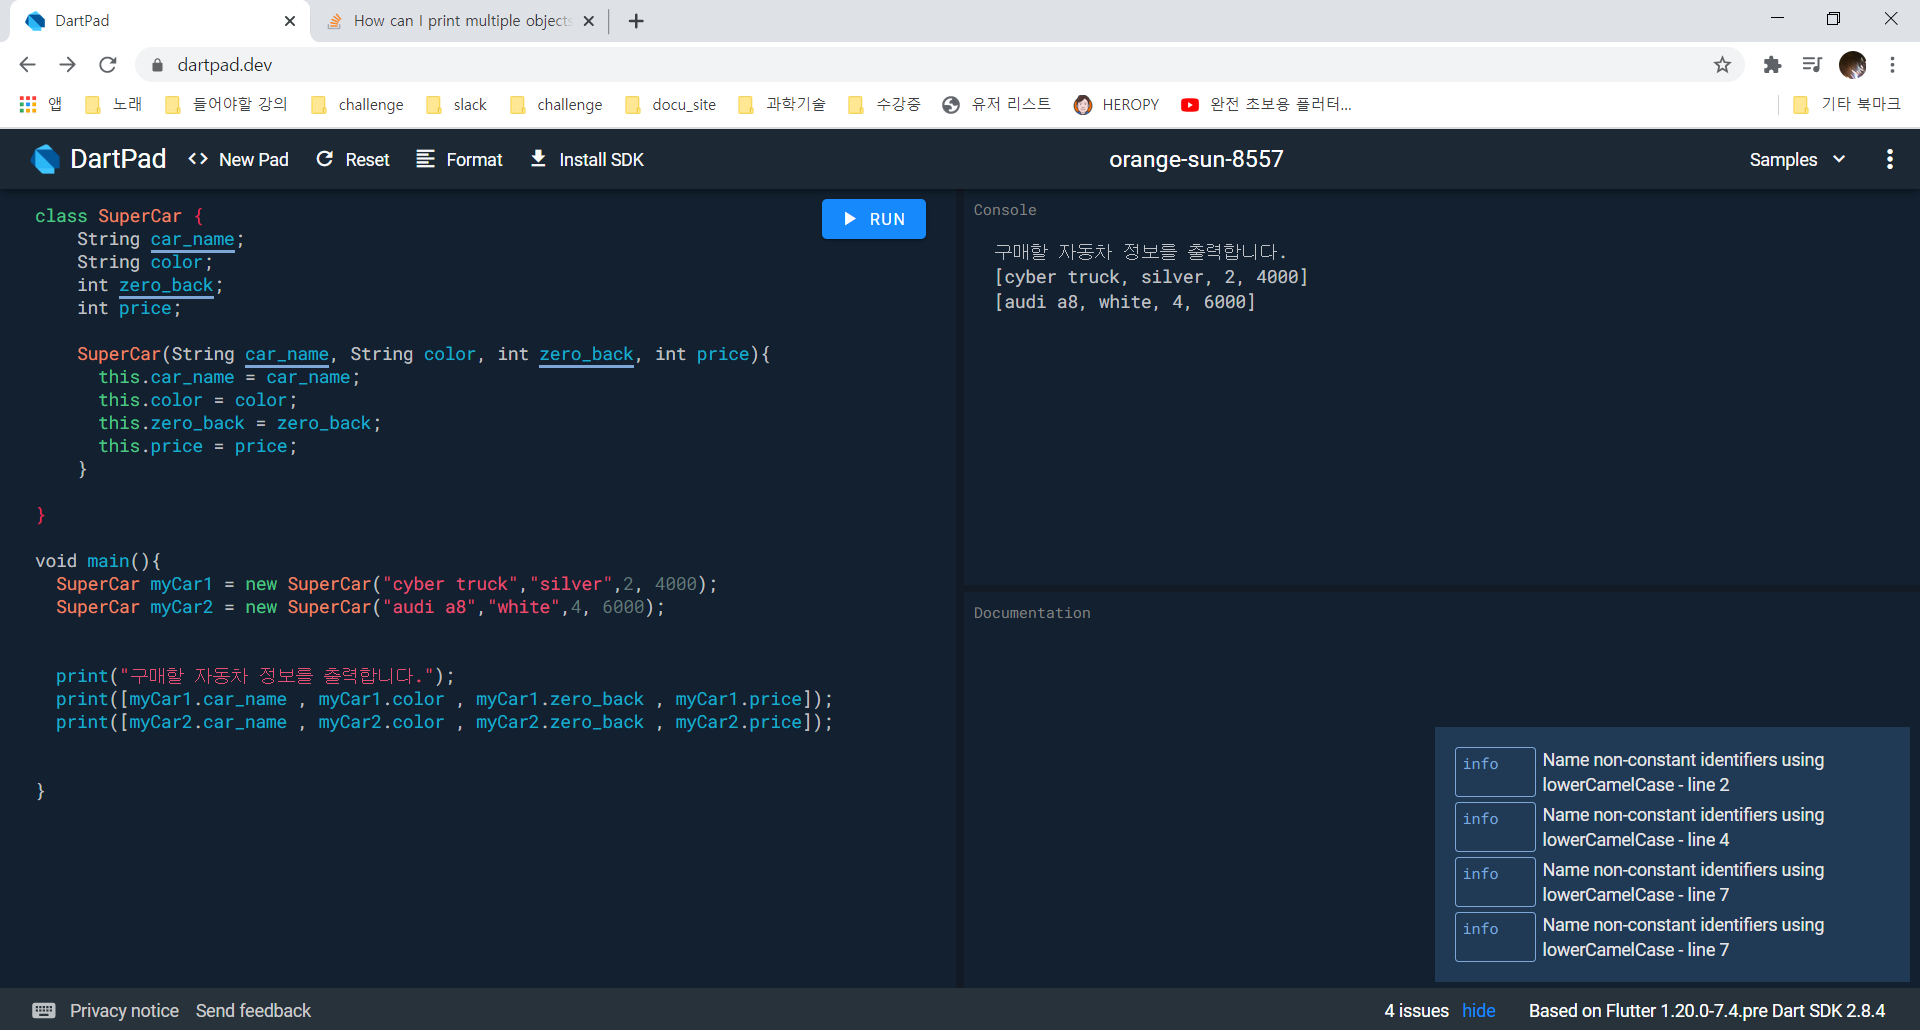 DartPad
How can I print multiple objects
dartpad.dev
앱 노래 들어야할 강의 challenge slack challenge docu_site 과학기술 수강중 유저 리스트 HEROPY 완전 초보용 플러터... 기타 북마크
DartPad <> New Pad Reset Format Install SDK orange-sun-8557 Samples
class SuperCar {
String car_name;
String color;
int zero_back;
int price;
SuperCar(String car_name, String color, int zero_back, int price){
this.car_name = car_name;
this.color = color;
this.zero_back = zero_back;
this.price = price;
}
}
void main(){
SuperCar myCar1 = new SuperCar("cyber truck","silver",2, 4000);
SuperCar myCar2 = new SuperCar("audi a8","white",4, 6000);
print("구매할 자동차 정보를 출력합니다.");
print([myCar1.car_name , myCar1.color , myCar1.zero_back , myCar1.price]);
print([myCar2.car_name , myCar2.color , myCar2.zero_back , myCar2.price]);
}
RUN
Console
구매할 자동차 정보를 출력합니다.
[cyber truck, silver, 2, 4000]
[audi a8, white, 4, 6000]
Documentation
info Name non-constant identifiers using
lowerCamelCase - line 2
info Name non-constant identifiers using
lowerCamelCase - line 4
info Name non-constant identifiers using
lowerCamelCase - line 7
info Name non-constant identifiers using
lowerCamelCase - line 7
Privacy notice Send feedback 4 issues hide Based on Flutter 1.20.0-7.4.pre Dart SDK 2.8.4